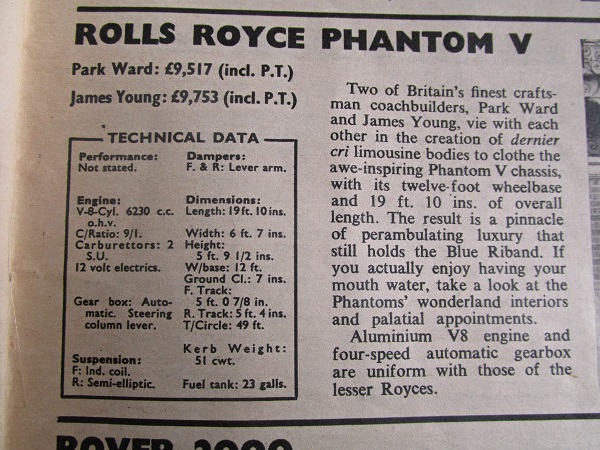 ROLLS ROYCE PHANTOM V
Park Ward: £9,517 (incl. P.T.)
James Young: £9,753 (incl. P.T.)
TECHNICAL DATA
Performance:
Not stated.
Engine:
V-8-Cyl. 6230 c.c.
o.h.v.
C/Ratio: 9/1.
Carburettors: 2
S.U.
12 volt electrics.
Gear box: Auto-
matic. Steering
column lever.
Suspension:
F: Ind. coil.
R: Semi-elliptic.
Dampers:
F. & R: Lever arm.
Dimensions:
Length: 19 ft. 10 ins.
Width: 6 ft. 7 ins.
Height:
5 ft. 9 1/2 ins.
W/base: 12 ft.
Ground Cl.: 7 ins.
F. Track:
5 ft. 0 7/8 in.
R. Track: 5 ft. 4 ins.
T/Circle: 49 ft.
Kerb Weight:
51 cwt.
Fuel tank: 23 galls.
Two of Britain's finest crafts-
man coachbuilders, Park Ward
and James Young, vie with each
other in the creation of dernier
cri limousine bodies to clothe the
awe-inspiring Phantom V chassis,
with its twelve-foot wheelbase
and 19 ft. 10 ins. of overall
length. The result is a pinnacle
of perambulating luxury that
still holds the Blue Riband. If
you actually enjoy having your
mouth water, take a look at the
Phantoms' wonderland interiors
and palatial appointments.
Aluminium V8 engine and
four-speed automatic gearbox
are uniform with those of the
lesser Royces.
ROVER 2000